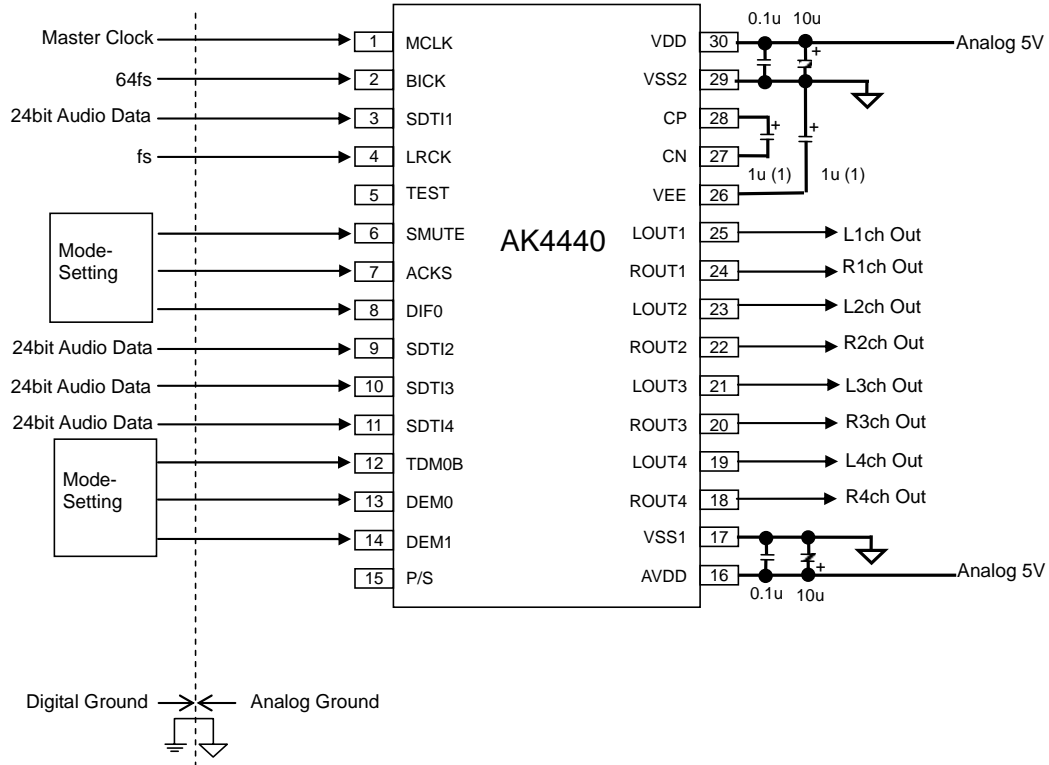 0.1u 10u
Master Clock 1 MCLK VDD 30 + Analog 5V
64fs 2 BICK VSS2 29
24bit Audio Data 3 SDTI1 CP 28 + +
fs 4 LRCK CN 27
1u (1) 1u (1)
5 TEST VEE 26
Mode-
Setting
6 SMUTE AK4440 LOUT1 25 L1ch Out
7 ACKS ROUT1 24 R1ch Out
8 DIF0 LOUT2 23 L2ch Out
24bit Audio Data 9 SDTI2 ROUT2 22 R2ch Out
24bit Audio Data 10 SDTI3 LOUT3 21 L3ch Out
24bit Audio Data 11 SDTI4 ROUT3 20 R3ch Out
Mode-
Setting
12 TDM0B LOUT4 19 L4ch Out
13 DEM0 ROUT4 18 R4ch Out
14 DEM1 VSS1 17
15 P/S AVDD 16 + Analog 5V
0.1u 10u
Digital Ground Analog Ground